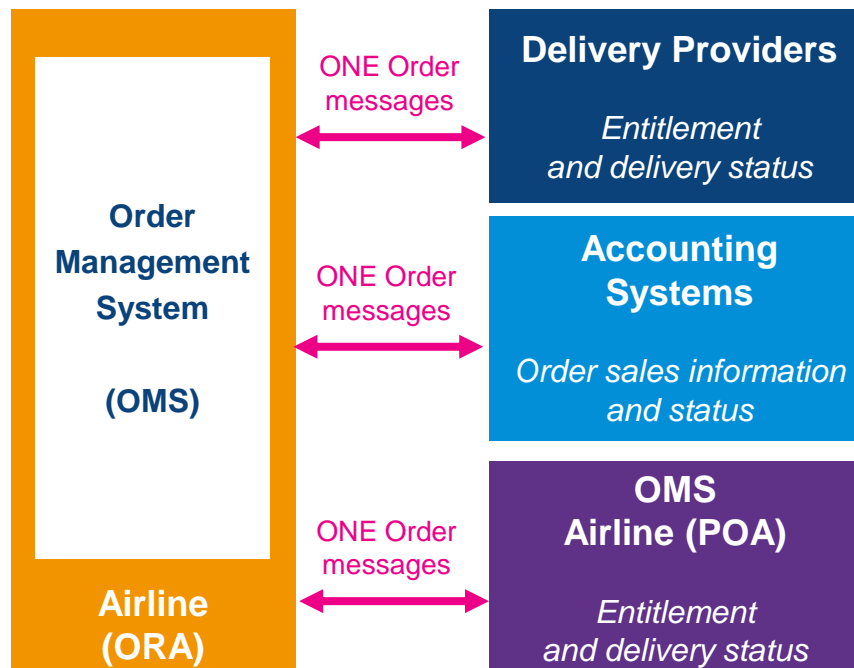 Order
Management
System
(OMS)
Airline
(ORA)
ONE Order
messages
Delivery Providers
Entitlement
and delivery status
ONE Order
messages
Accounting
Systems
Order sales information
and status
ONE Order
messages
OMS
Airline (POA)
Entitlement
and delivery status